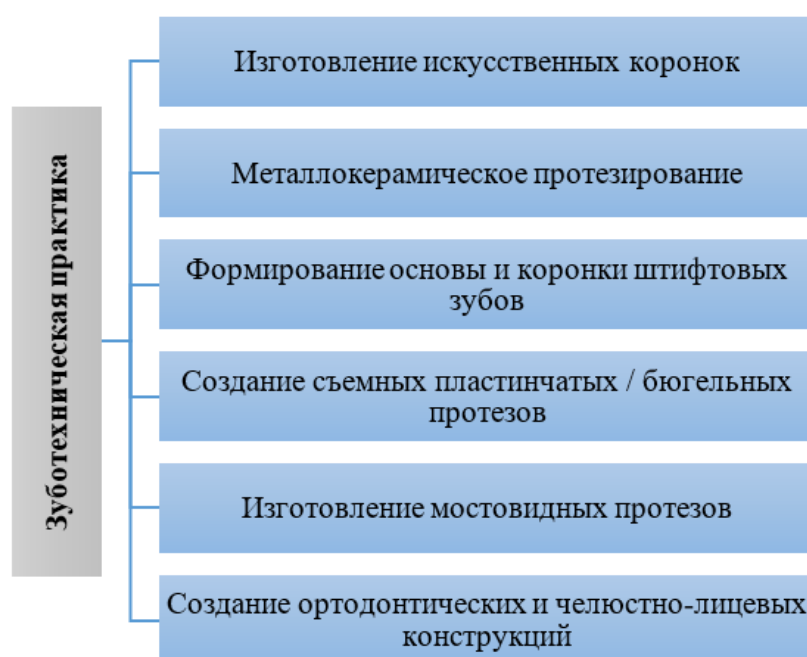 Зуботехническая практика
Изготовление искусственных коронок
Металлокерамическое протезирование
Формирование основы и коронки штифтовых
зубов
Создание съемных пластинчатых / бюгельных
протезов
Изготовление мостовидных протезов
Создание ортодонтических и челюстно-лицевых
конструкций